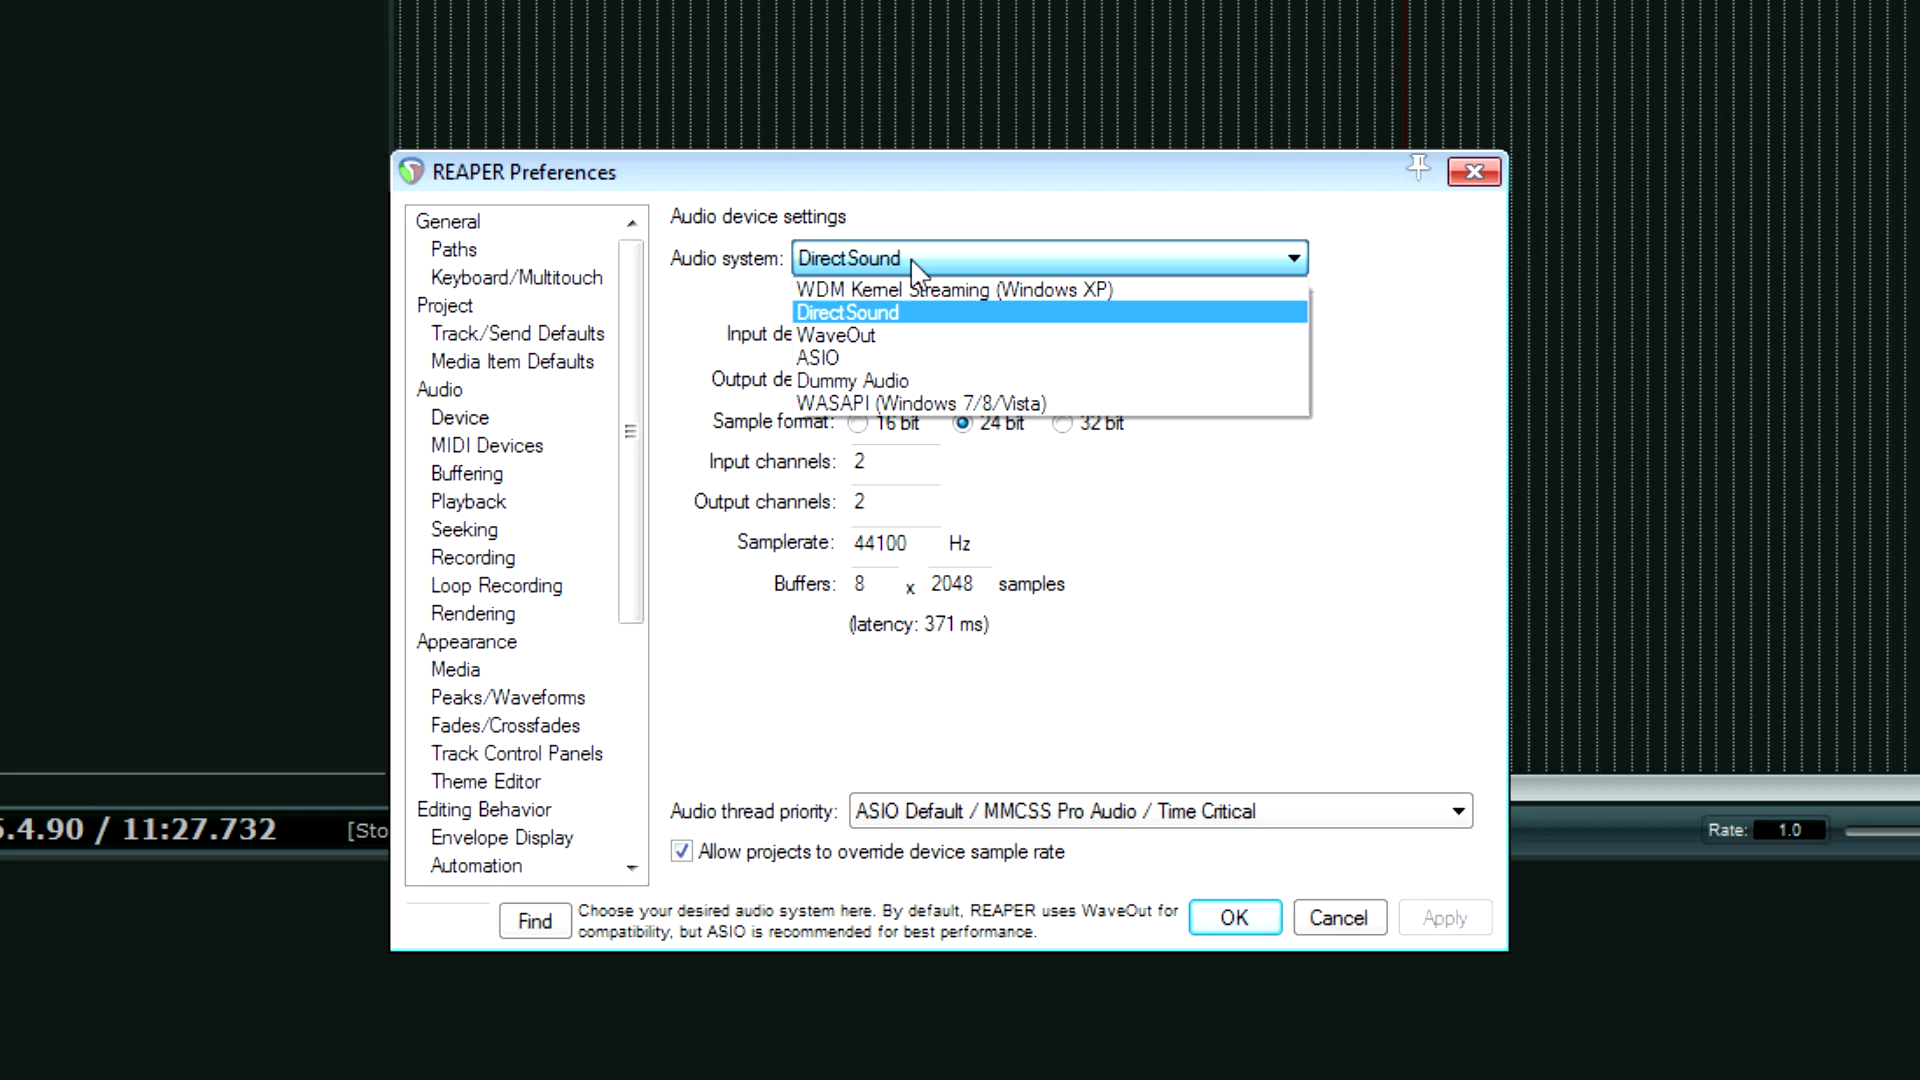 REAPER Preferences
General
Paths
Keyboard/Multitouch
Project
Track/Send Defaults
Media Item Defaults
Audio
Device
MIDI Devices
Buffering
Playback
Seeking
Recording
Loop Recording
Rendering
Appearance
Media
Peaks/Waveforms
Fades/Crossfades
Track Control Panels
Theme Editor
Editing Behavior
Envelope Display
Automation
Audio device settings
Audio system: DirectSound
WDM Kernel Streaming (Windows XP)
DirectSound
Input de WaveOut
ASIO
Output de Dummy Audio
WASAPI (Windows 7/8/Vista)
Sample format: 16 bit 24 bit 32 bit
Input channels: 2
Output channels: 2
Samplerate: 44100 Hz
Buffers: 8 x 2048 samples
(latency: 371 ms)
Audio thread priority: ASIO Default / MMCSS Pro Audio / Time Critical
Allow projects to override device sample rate
Find
Choose your desired audio system here. By default, REAPER uses WaveOut for
compatibility, but ASIO is recommended for best performance.
OK Cancel Apply
.4.90 / 11:27.732 [Sto
Rate: 1.0